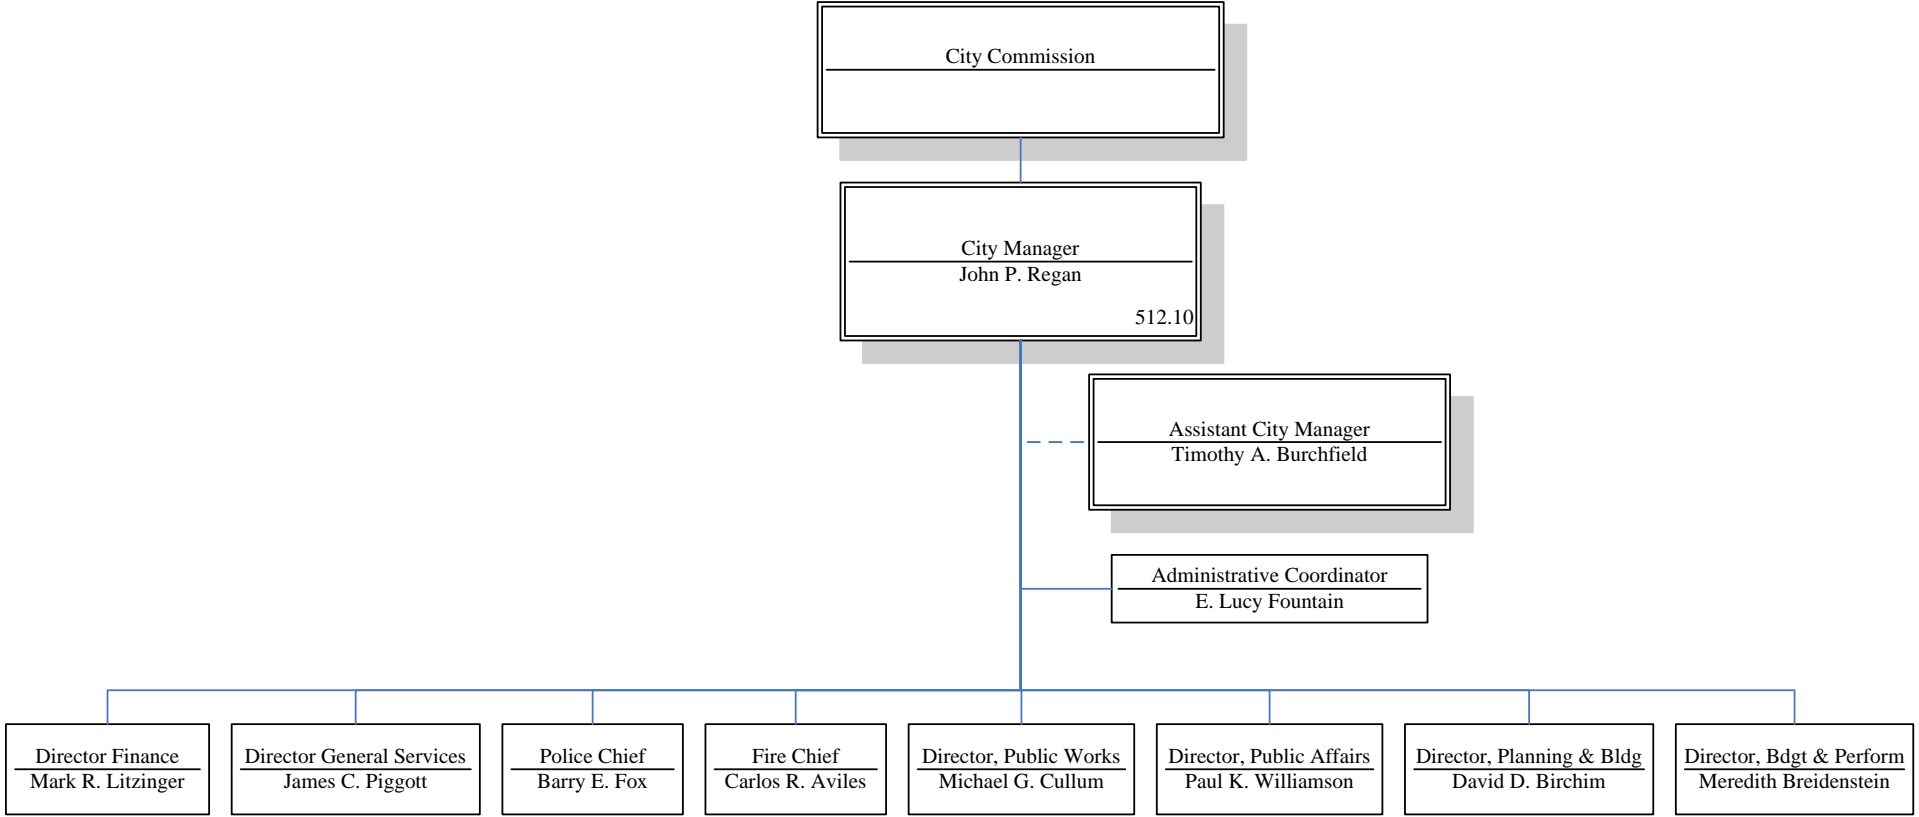 City Commission
City Manager
John P. Regan
512.10
Assistant City Manager
Timothy A. Burchfield
Administrative Coordinator
E. Lucy Fountain
Director Finance
Mark R. Litzinger
Director General Services
James C. Piggott
Police Chief
Barry E. Fox
Fire Chief
Carlos R. Aviles
Director, Public Works
Michael G. Cullum
Director, Public Affairs
Paul K. Williamson
Director, Planning & Bldg
David D. Birchim
Director, Bdgt & Perform
Meredith Breidenstein